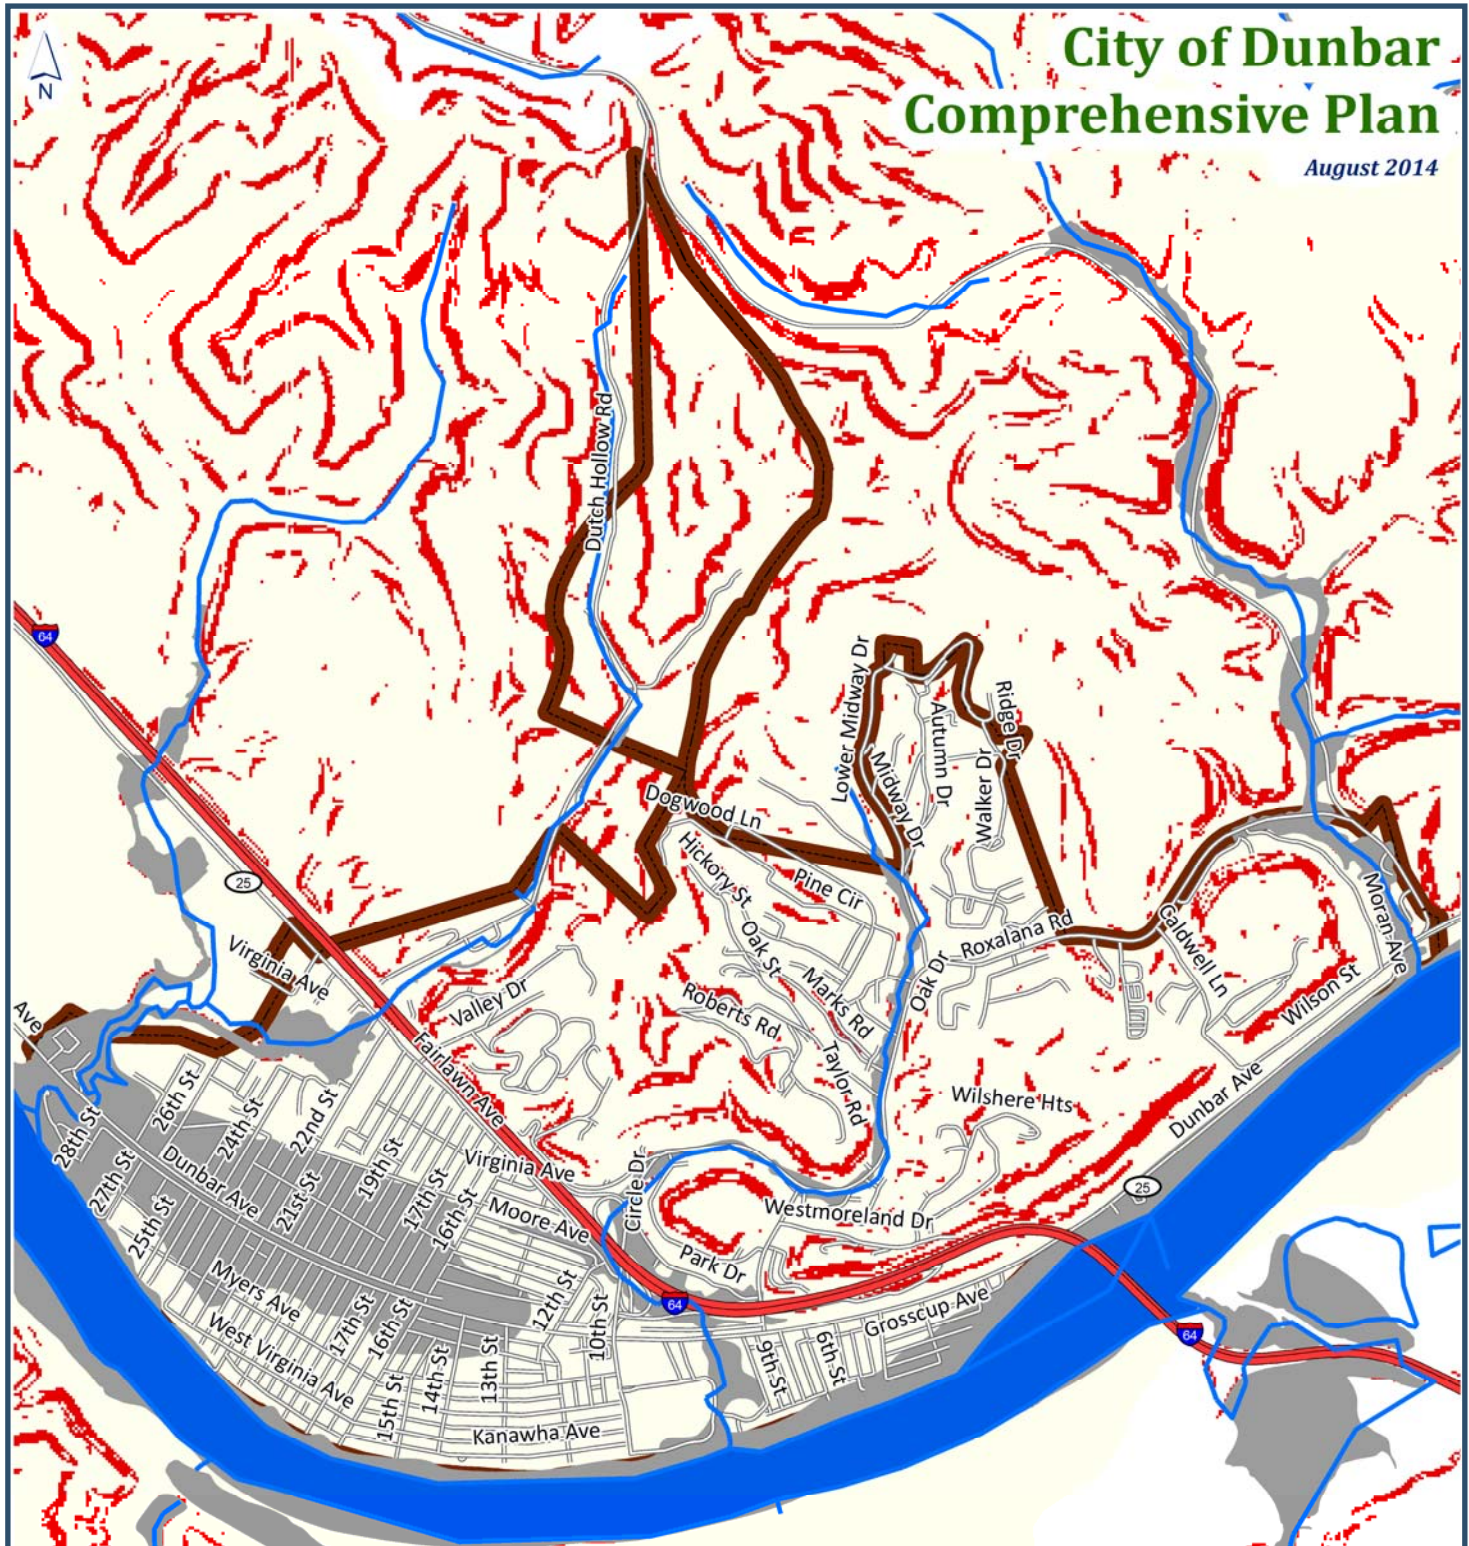 City of Dunbar
Comprehensive Plan
August 2014
N
Dutch Hollow Rd
64
Lower Midway Dr
Ridge Dr
Autumn Dr
Midway Dr
Walker Dr
Dogwood Ln
Hickory St
Pine Cir
25
Moran Ave
Caldwell Ln
Roxalana Rd
Virginia Ave
Oak St
Oak Dr
Marks Rd
Wilson St
Valley Dr
Roberts Rd
Ave
Fairlawn Ave
Taylor Rd
Wilshere Hts
Dunbar Ave
26th St
24th St
22nd St
28th St
27th St
Dunbar Ave
21st St
19th St
17th St
16th St
Virginia Ave
Circle Dr
25
25th St
Moore Ave
Westmoreland Dr
Park Dr
Myers Ave
12th St
64
Grosscup Ave
West Virginia Ave
17th St
16th St
10th St
9th St
6th St
64
15th St
14th St
13th St
Kanawha Ave